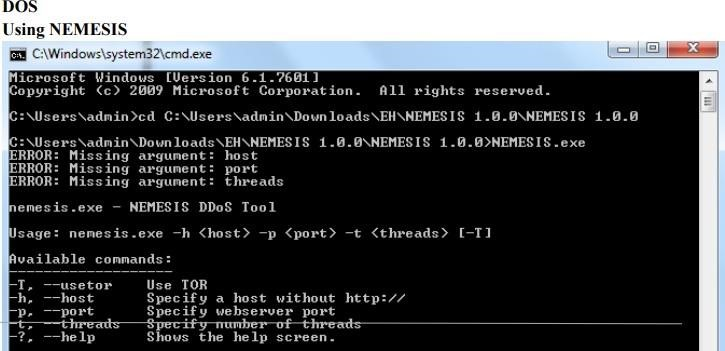 DOS
Using NEMESIS
C:\Windows\system32\cmd.exe
Microsoft Windows [Version 6.1.7601]
Copyright (c) 2009 Microsoft Corporation.  All rights reserved.
C:\Users\admin>cd C:\Users\admin\Downloads\EH\NEMESIS 1.0.0\NEMESIS 1.0.0
C:\Users\admin\Downloads\EH\NEMESIS 1.0.0\NEMESIS 1.0.0>NEMESIS.exe
ERROR: Missing argument: host
ERROR: Missing argument: port
ERROR: Missing argument: threads
nemesis.exe - NEMESIS DDoS Tool
Usage: nemesis.exe -h <host> -p <port> -t <threads> [-T]
Available commands:
-T, --usetor    Use TOR
-h, --host      Specify a host without http://
-p, --port      Specify webserver port
-t, --threads   Specify number of threads
-?, --help      Shows the help screen.